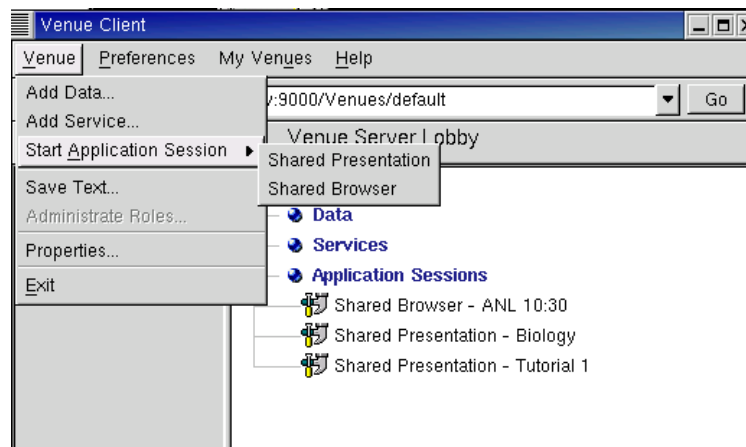 Venue Client
Venue Preferences My Venues Help
Add Data...
Add Service...
Start Application Session
Save Text...
Administrate Roles...
Properties...
Exit
Shared Presentation
Shared Browser
:9000/Venues/default Go
Venue Server Lobby
Data
Services
Application Sessions
Shared Browser - ANL 10:30
Shared Presentation - Biology
Shared Presentation - Tutorial 1